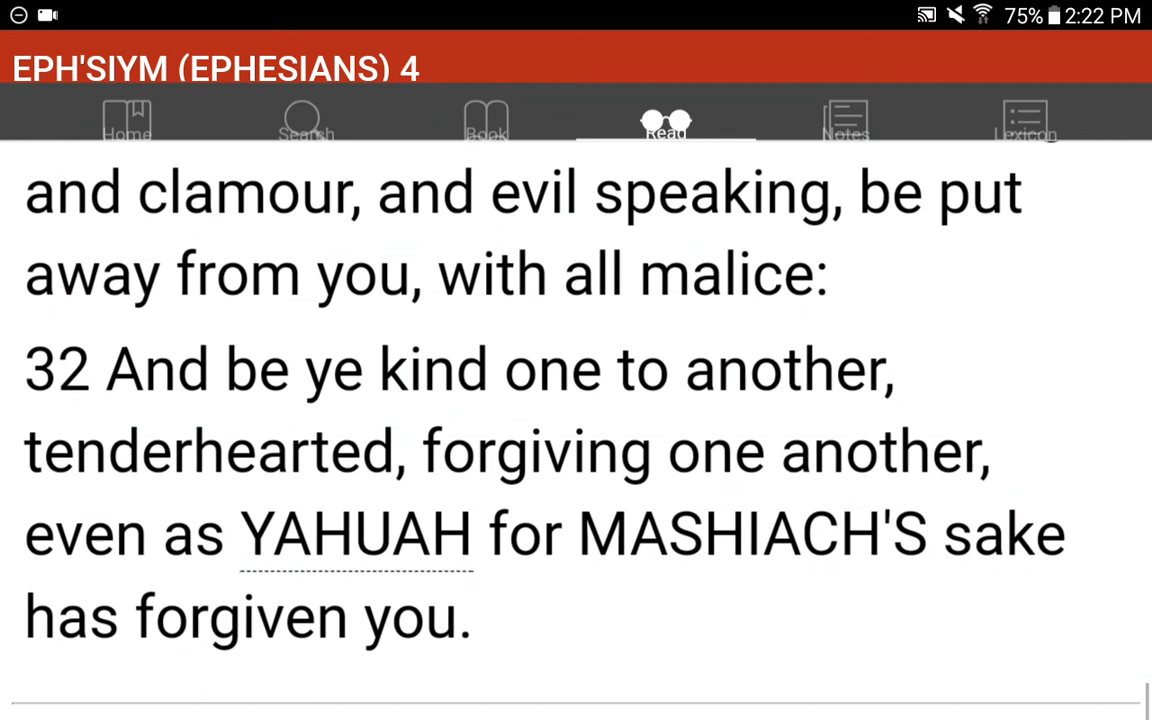 75% 2:22 PM
EPH'SIYM (EPHESIANS) 4
Home Search Book Read Notes Lexicon
and clamour, and evil speaking, be put
away from you, with all malice:
32 And be ye kind one to another,
tenderhearted, forgiving one another,
even as YAHUAH for MASHIACH'S sake
has forgiven you.